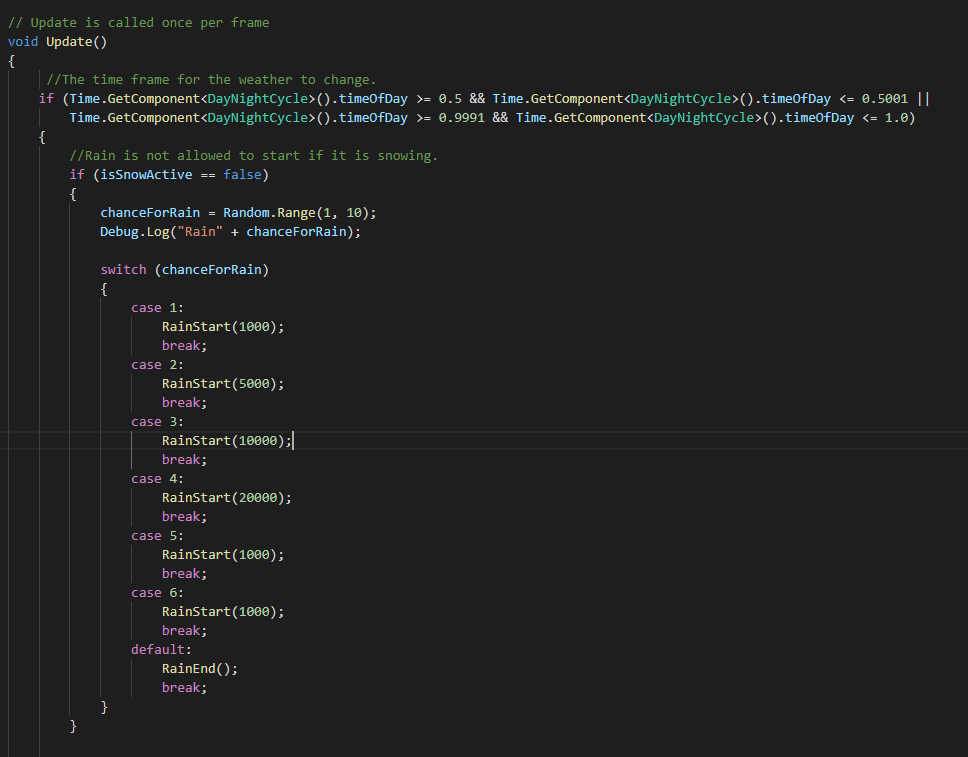 // Update is called once per frame
void Update()
{
//The time frame for the weather to change.
if (Time.GetComponent<DayNightCycle>().timeOfDay >= 0.5 && Time.GetComponent<DayNightCycle>().timeOfDay <= 0.5001 ||
Time.GetComponent<DayNightCycle>().timeOfDay >= 0.9991 && Time.GetComponent<DayNightCycle>().timeOfDay <= 1.0)
{
//Rain is not allowed to start if it is snowing.
if (isSnowActive == false)
{
chanceForRain = Random.Range(1, 10);
Debug.Log("Rain" + chanceForRain);
switch (chanceForRain)
{
case 1:
RainStart(1000);
break;
case 2:
RainStart(5000);
break;
case 3:
RainStart(10000);
break;
case 4:
RainStart(20000);
break;
case 5:
RainStart(1000);
break;
case 6:
RainStart(1000);
break;
default:
RainEnd();
break;
}
}